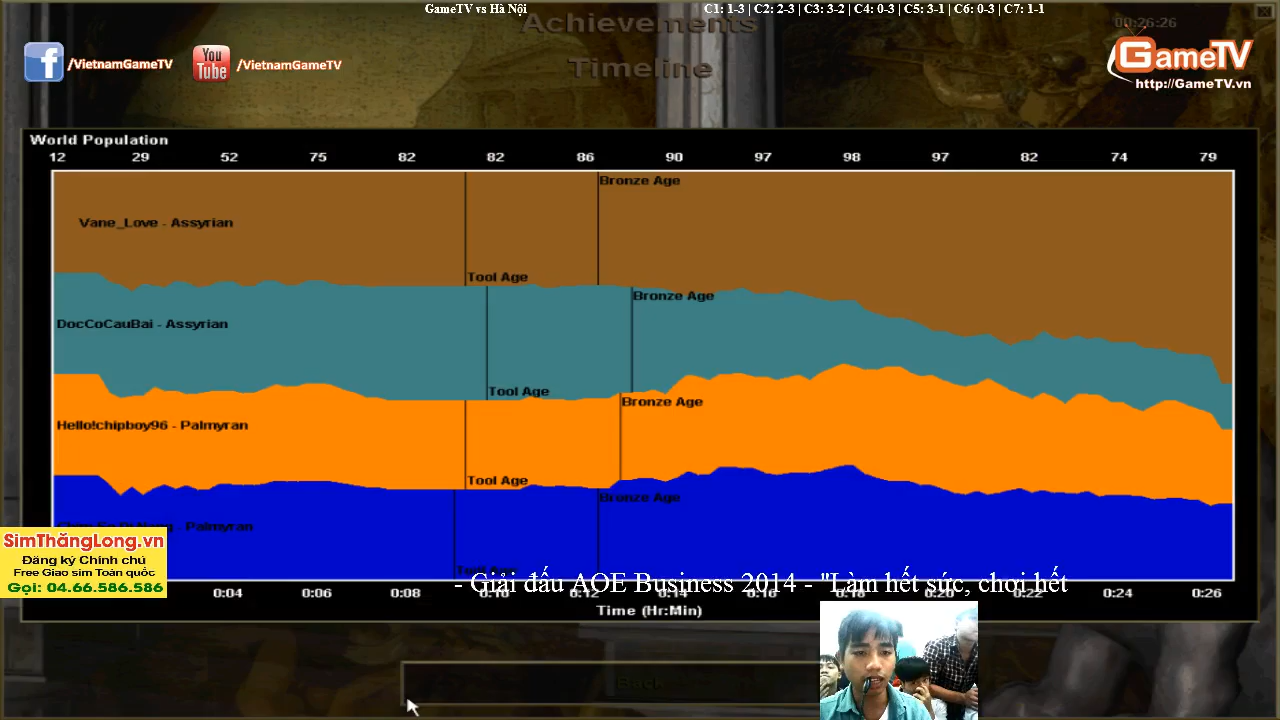 GameTV vs Hà Nội
C1: 1-3 | C2: 2-3 | C3: 3-2 | C4: 0-3 | C5: 3-1 | C6: 0-3 | C7: 1-1
Achievements
00:26:26
Timeline
/VietnamGameTV
You Tube
/VietnamGameTV
GameTV
http://GameTV.vn
World Population
12 29 52 75 82 82 86 90 97 98 97 82 74 79
Bronze Age
Vane_Love - Assyrian
Tool Age
Bronze Age
DocCoCauBai - Assyrian
Tool Age
Bronze Age
Hello!chipboy96 - Palmyran
Tool Age
Bronze Age
- Palmyran
Tool Age
SimThăngLong.vn
Đăng ký Chính chủ
Free Giao sim Toàn quốc
Gọi: 04.66.586.586
- Giải đấu AOE Business 2014 - "Làm hết sức, chơi hết
0:04 0:06 0:08 0:10 0:12 0:14 0:16 0:18 0:20 0:22 0:24 0:26
Time (Hr:Min)
Back